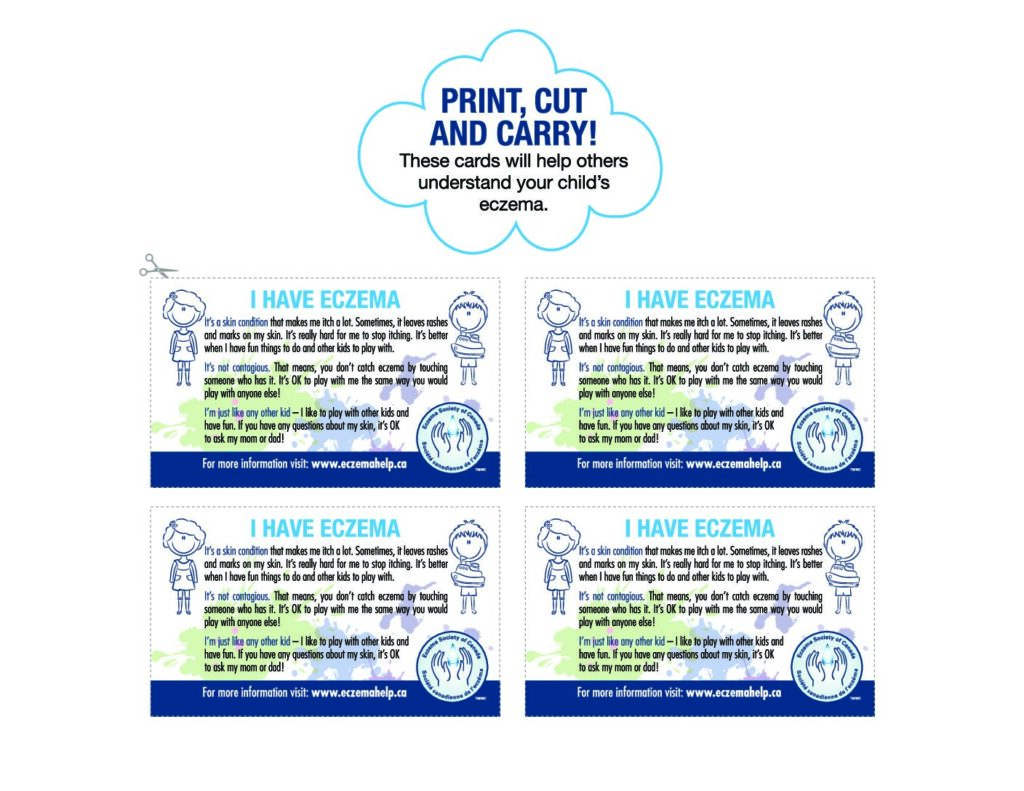 PRINT, CUT
AND CARRY!
These cards will help others
understand your child's
eczema.
I HAVE ECZEMA
It's a skin condition that makes me itch a lot. Sometimes, it leaves rashes
and marks on my skin. It's really hard for me to stop itching. It's better
when I have fun things to do and other kids to play with.
It's not contagious. That means, you don't catch eczema by touching
someone who has it. It's OK to play with me the same way you would
play with anyone else!
I'm just like any other kid – I like to play with other kids and
have fun. If you have any questions about my skin, it's OK
to ask my mom or dad!
Eczema Society of Canada
Société canadienne de l'eczéma
For more information visit: www.eczemahelp.ca
I HAVE ECZEMA
It's a skin condition that makes me itch a lot. Sometimes, it leaves rashes
and marks on my skin. It's really hard for me to stop itching. It's better
when I have fun things to do and other kids to play with.
It's not contagious. That means, you don't catch eczema by touching
someone who has it. It's OK to play with me the same way you would
play with anyone else!
I'm just like any other kid – I like to play with other kids and
have fun. If you have any questions about my skin, it's OK
to ask my mom or dad!
Eczema Society of Canada
Société canadienne de l'eczéma
For more information visit: www.eczemahelp.ca
I HAVE ECZEMA
It's a skin condition that makes me itch a lot. Sometimes, it leaves rashes
and marks on my skin. It's really hard for me to stop itching. It's better
when I have fun things to do and other kids to play with.
It's not contagious. That means, you don't catch eczema by touching
someone who has it. It's OK to play with me the same way you would
play with anyone else!
I'm just like any other kid – I like to play with other kids and
have fun. If you have any questions about my skin, it's OK
to ask my mom or dad!
Eczema Society of Canada
Société canadienne de l'eczéma
For more information visit: www.eczemahelp.ca
I HAVE ECZEMA
It's a skin condition that makes me itch a lot. Sometimes, it leaves rashes
and marks on my skin. It's really hard for me to stop itching. It's better
when I have fun things to do and other kids to play with.
It's not contagious. That means, you don't catch eczema by touching
someone who has it. It's OK to play with me the same way you would
play with anyone else!
I'm just like any other kid – I like to play with other kids and
have fun. If you have any questions about my skin, it's OK
to ask my mom or dad!
Eczema Society of Canada
Société canadienne de l'eczéma
For more information visit: www.eczemahelp.ca